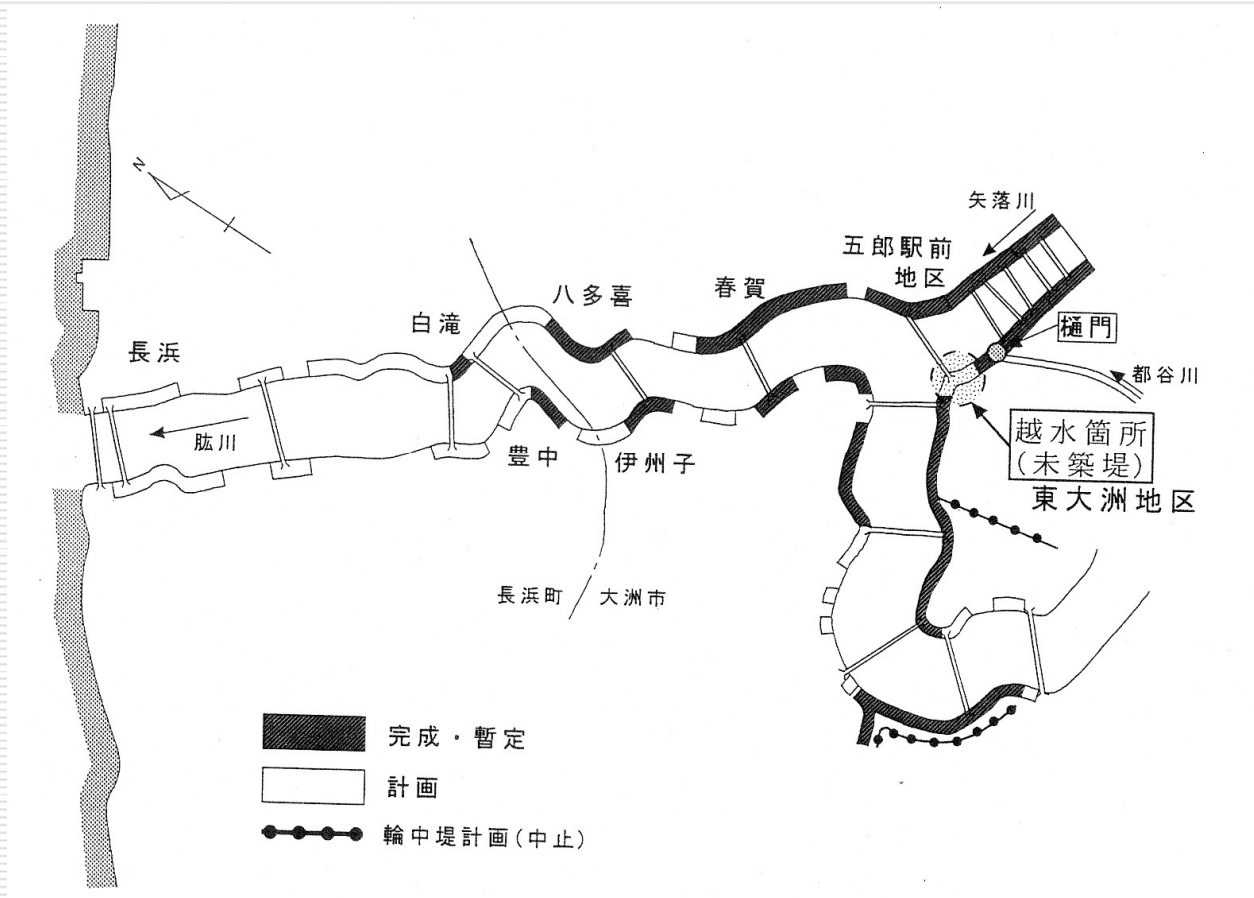 N
矢落川
五郎駅前
地区
春賀
八多喜
白滝
長浜
樋門
都谷川
肱川
越水箇所
(未築堤)
豊中
伊州子
東大洲地区
長浜町
大洲市
完成・暫定
計画
輪中堤計画(中止)